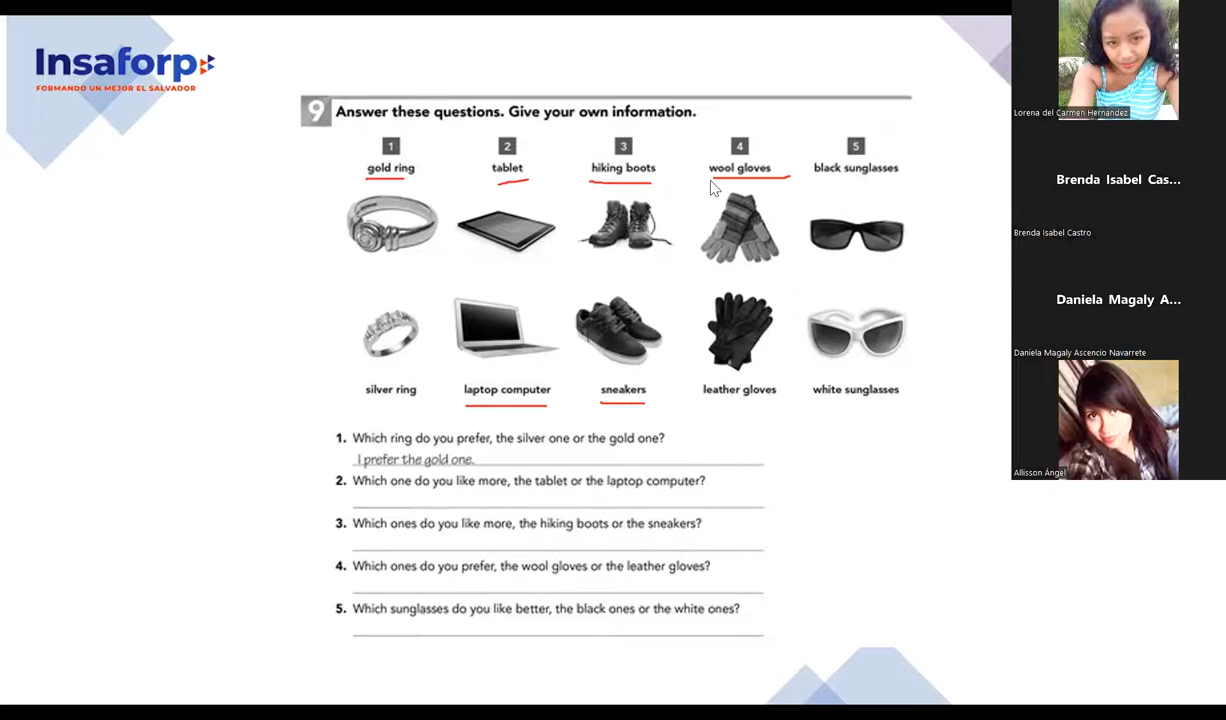 Insaforp
FORMANDO UN MEJOR EL SALVADOR
9 Answer these questions. Give your own information.
1 2 3 4 5
gold ring tablet hiking boots wool gloves black sunglasses
silver ring laptop computer sneakers leather gloves white sunglasses
1. Which ring do you prefer, the silver one or the gold one?
I prefer the gold one.
2. Which one do you like more, the tablet or the laptop computer?
3. Which ones do you like more, the hiking boots or the sneakers?
4. Which ones do you prefer, the wool gloves or the leather gloves?
5. Which sunglasses do you like better, the black ones or the white ones?
Lorena del Carmen Hernández
Brenda Isabel Cas...
Brenda Isabel Castro
Daniela Magaly A...
Daniela Magaly Ascencio Navarrete
Allisson Ángel